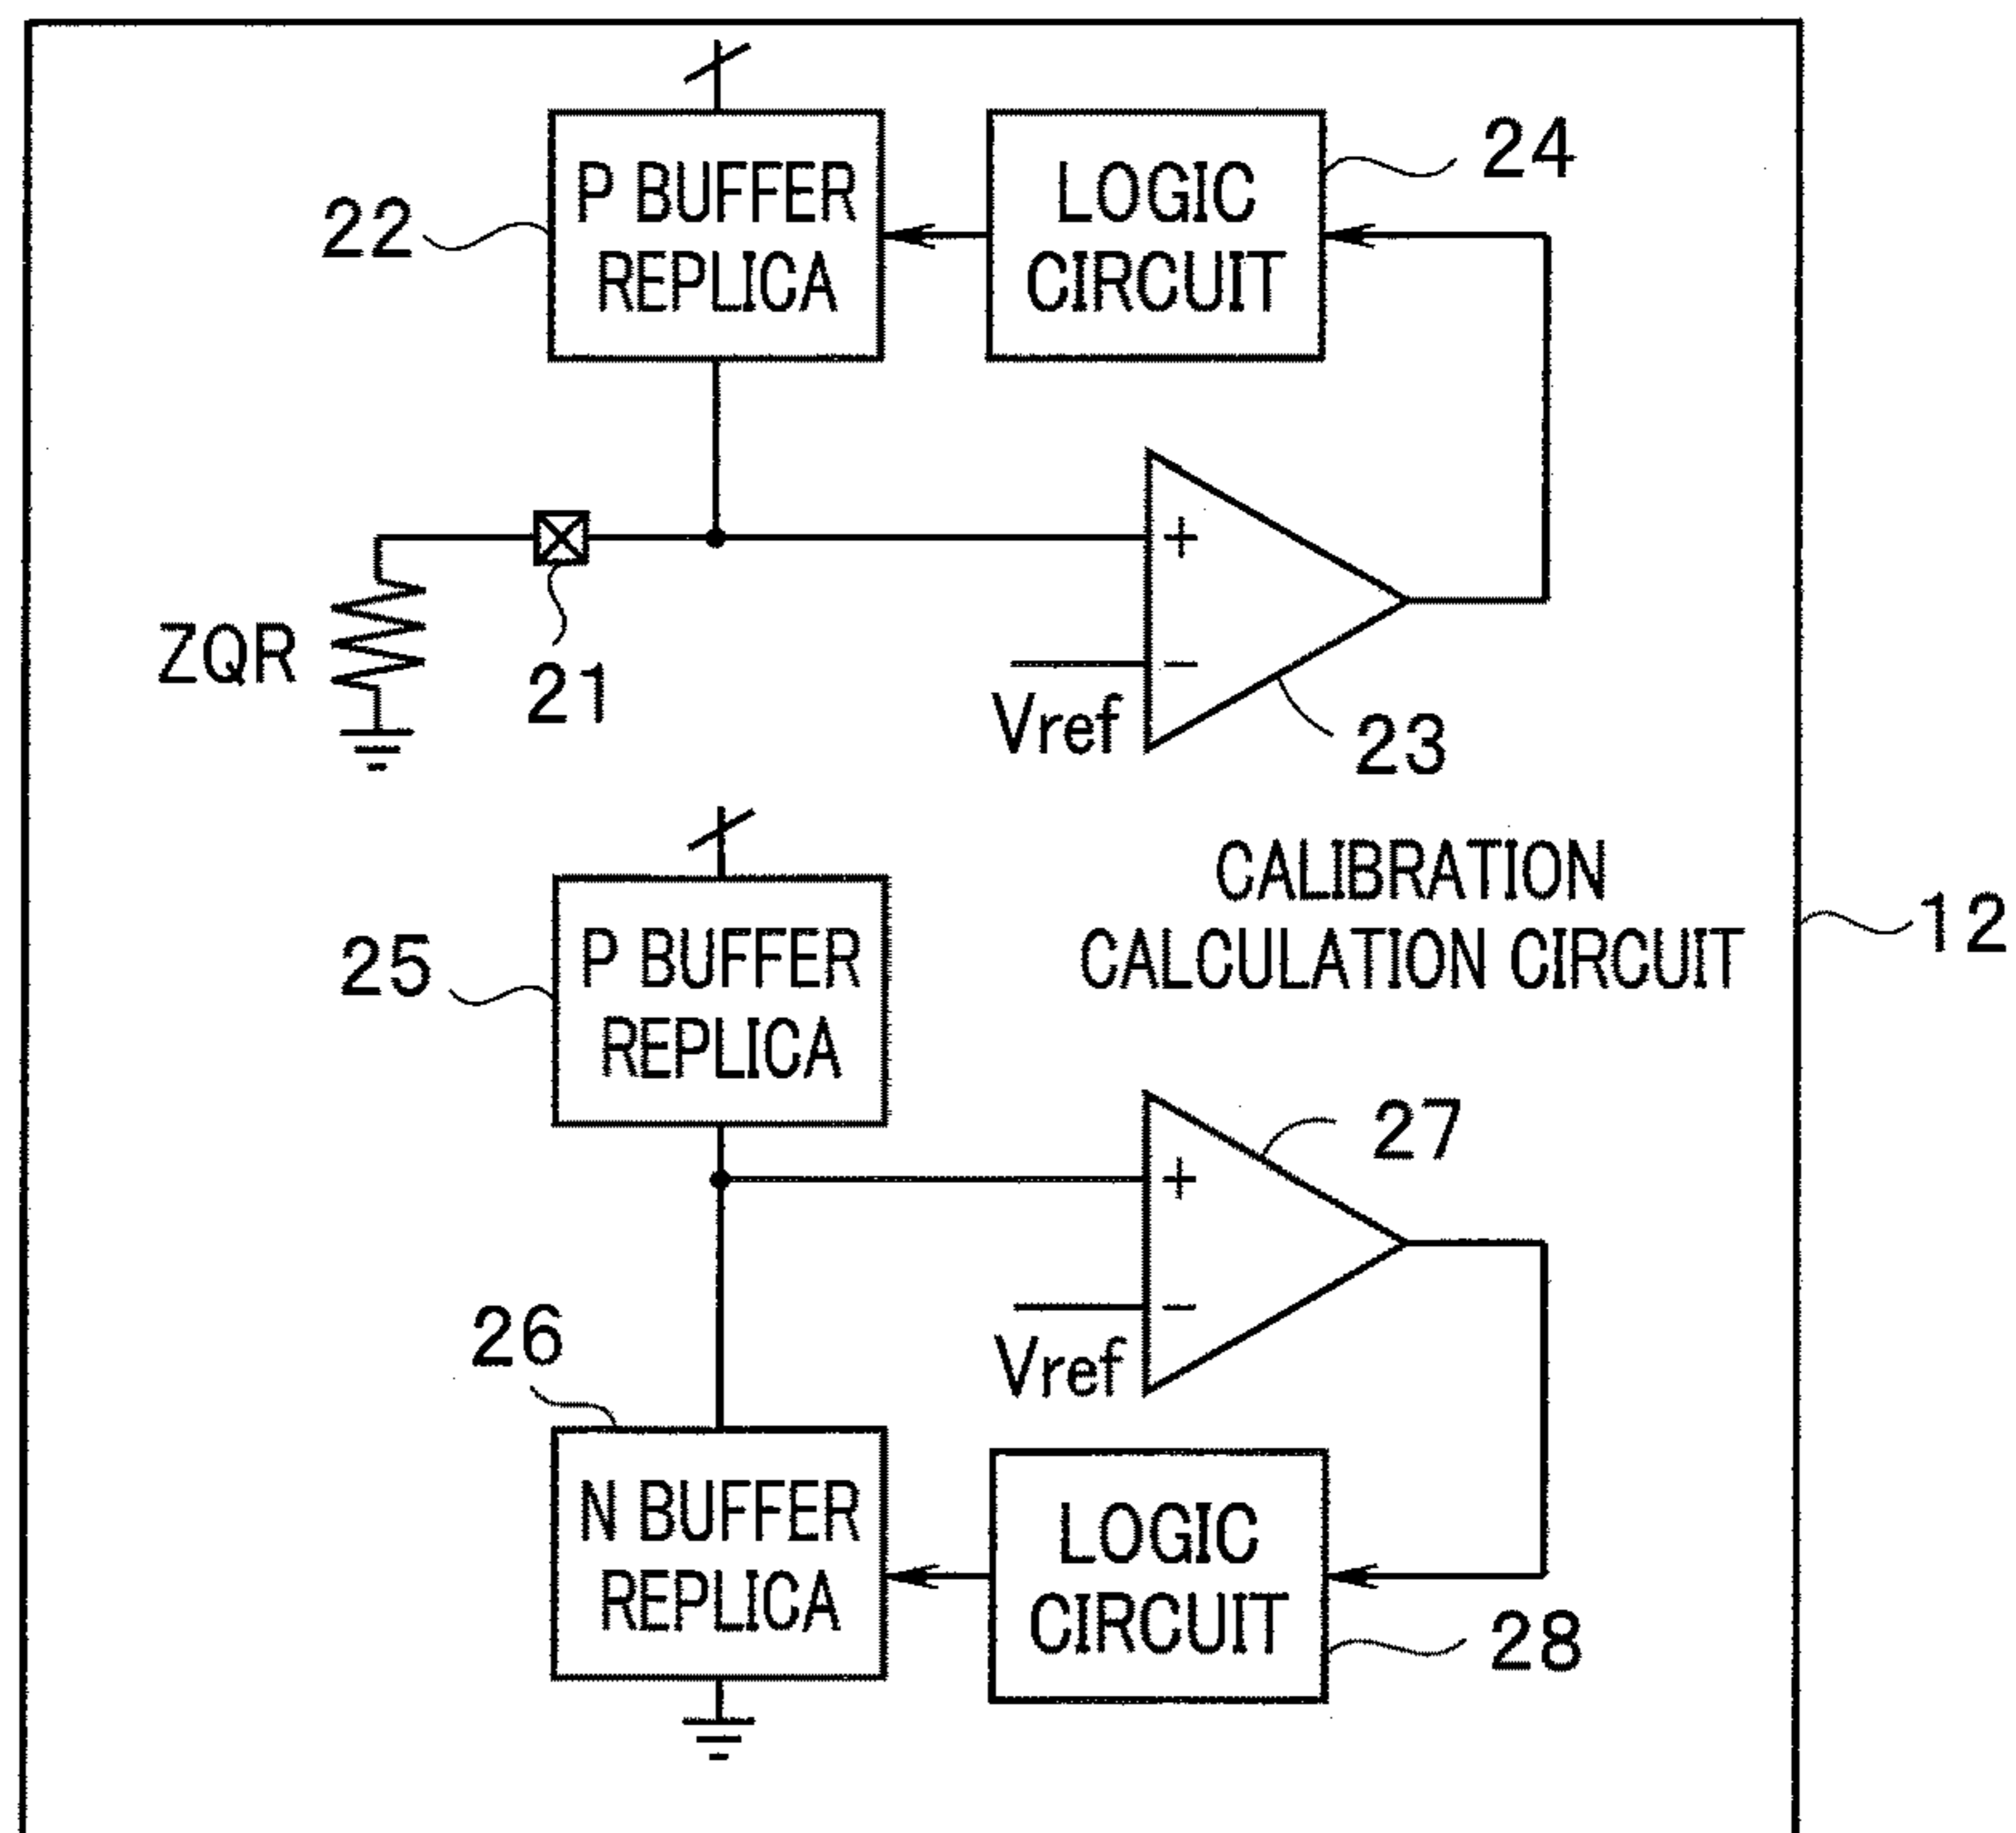 P BUFFER
REPLICA
22
LOGIC
CIRCUIT
24
ZQR
21
+
−
Vref
23
CALIBRATION
CALCULATION CIRCUIT
12
P BUFFER
REPLICA
25
27
+
−
Vref
26
N BUFFER
REPLICA
LOGIC
CIRCUIT
28